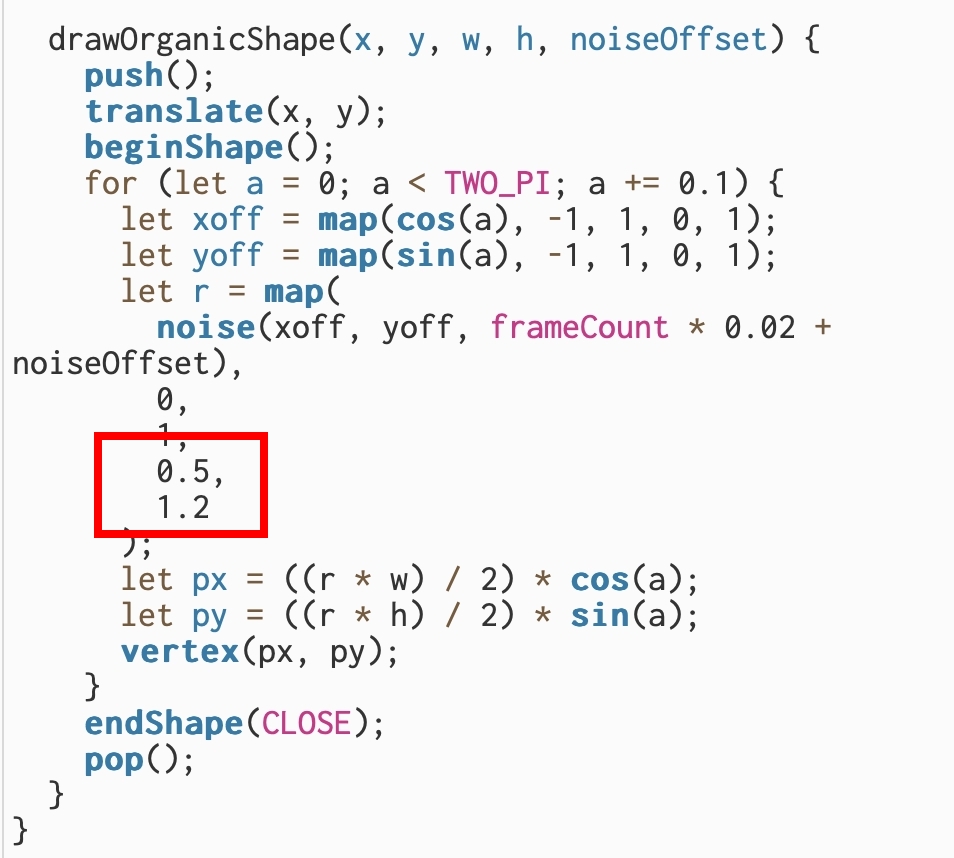 drawOrganicShape(x, y, w, h, noiseOffset) {
push();
translate(x, y);
beginShape();
for (let a = 0; a < TWO_PI; a += 0.1) {
let xoff = map(cos(a), -1, 1, 0, 1);
let yoff = map(sin(a), -1, 1, 0, 1);
let r = map(
noise(xoff, yoff, frameCount * 0.02 +
noiseOffset),
0,
1,
0.5,
1.2
);
let px = ((r * w) / 2) * cos(a);
let py = ((r * h) / 2) * sin(a);
vertex(px, py);
}
endShape(CLOSE);
pop();
}
}